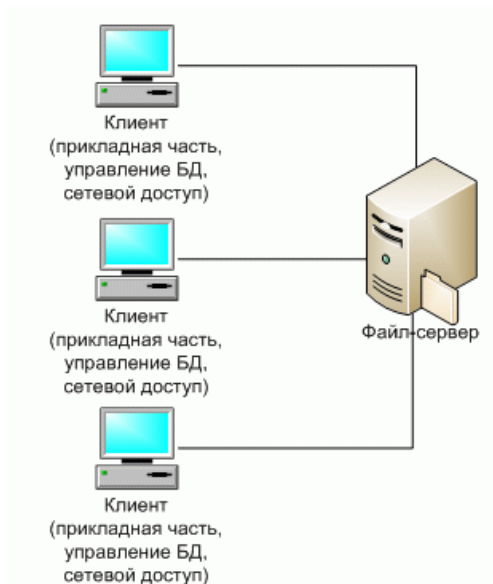 Клиент
(прикладная часть,
управление БД,
сетевой доступ)
Клиент
(прикладная часть,
управление БД,
сетевой доступ)
Файл-сервер
Клиент
(прикладная часть,
управление БД,
сетевой доступ)